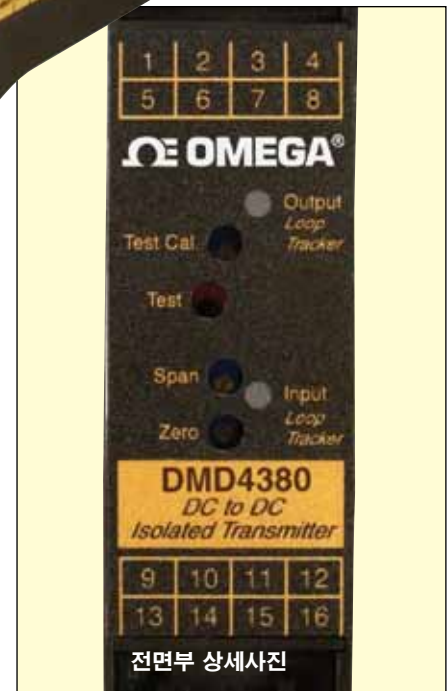 1 2 3 4
5 6 7 8
ΩE OMEGA®
Output
Loop
Tracker
Test Cal.
Test
Span
Input
Loop
Tracker
Zero
DMD4380
DC to DC
Isolated Transmitter
9 10 11 12
13 14 15 16
전면부 상세사진